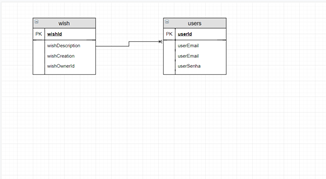 wish
PK wishId
wishDescription
wishCreation
wishOwnerId
users
PK userId
userEmail
userEmail
userSenha